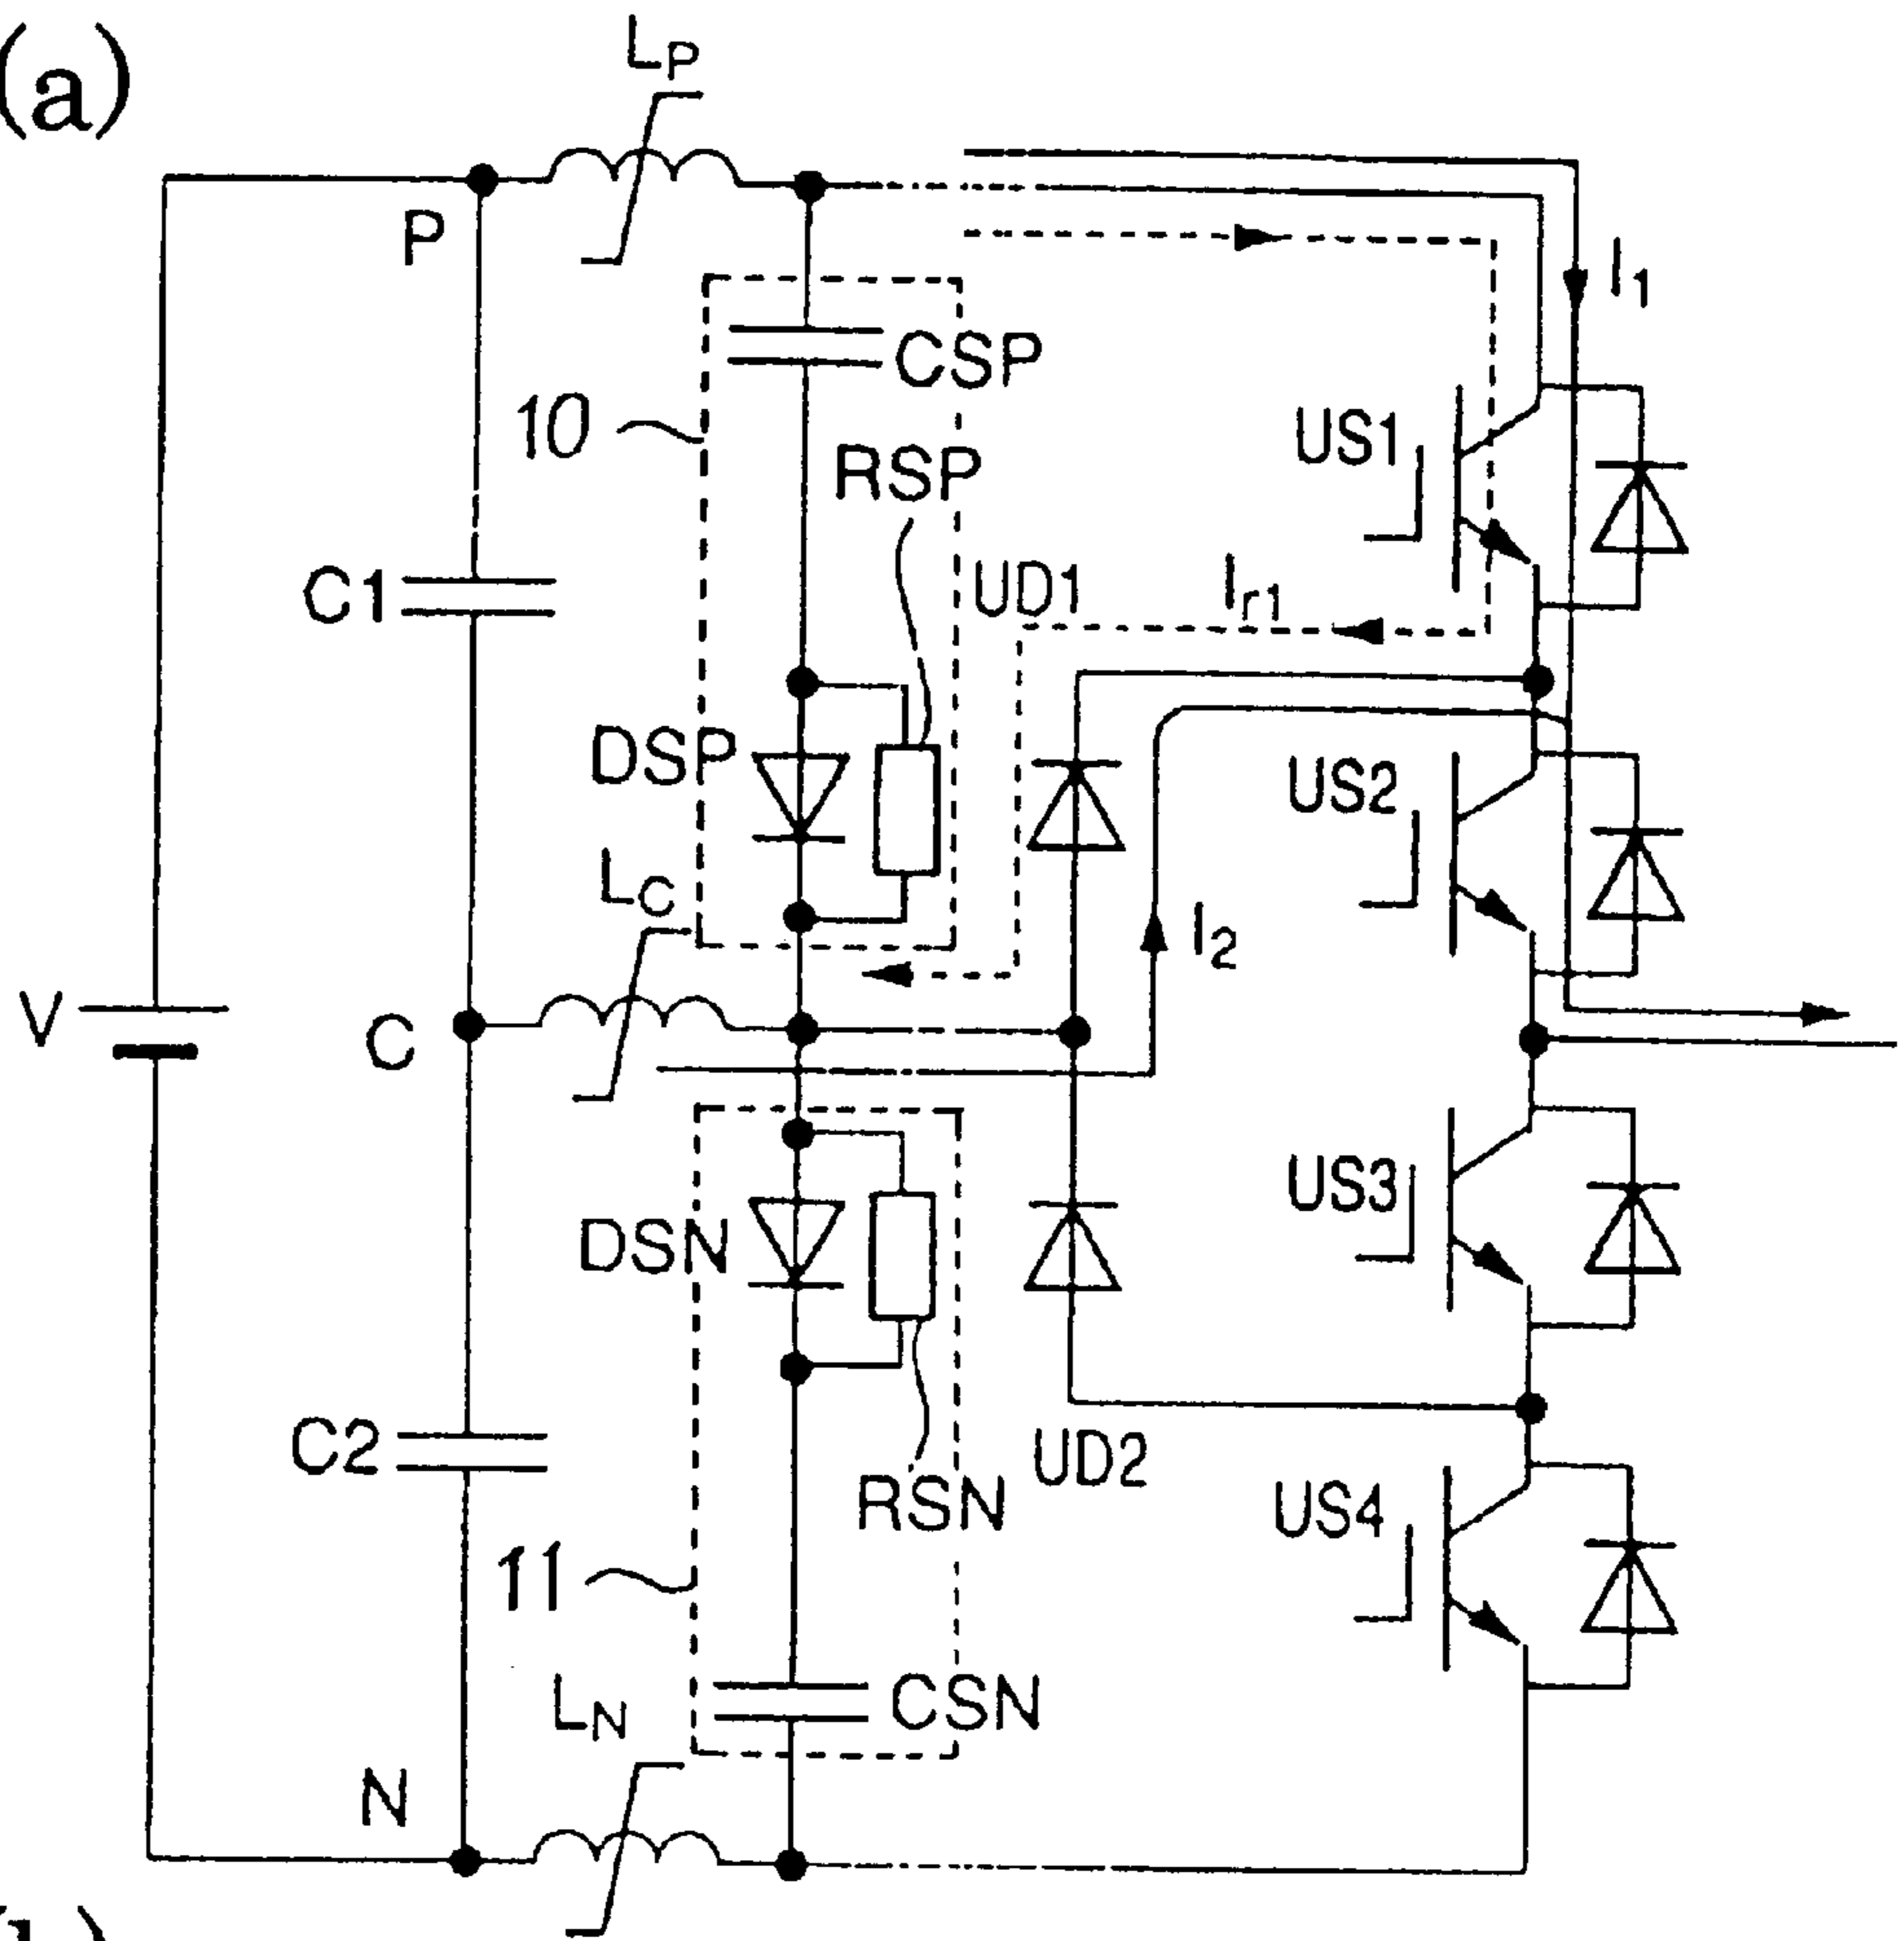 (a)
LP
P
I1
CSP
10
US1
RSP
C1
UD1
Ir1
DSP
US2
LC
I2
V
C
US3
DSN
C2
UD2
RSN
US4
11
LN
CSN
N